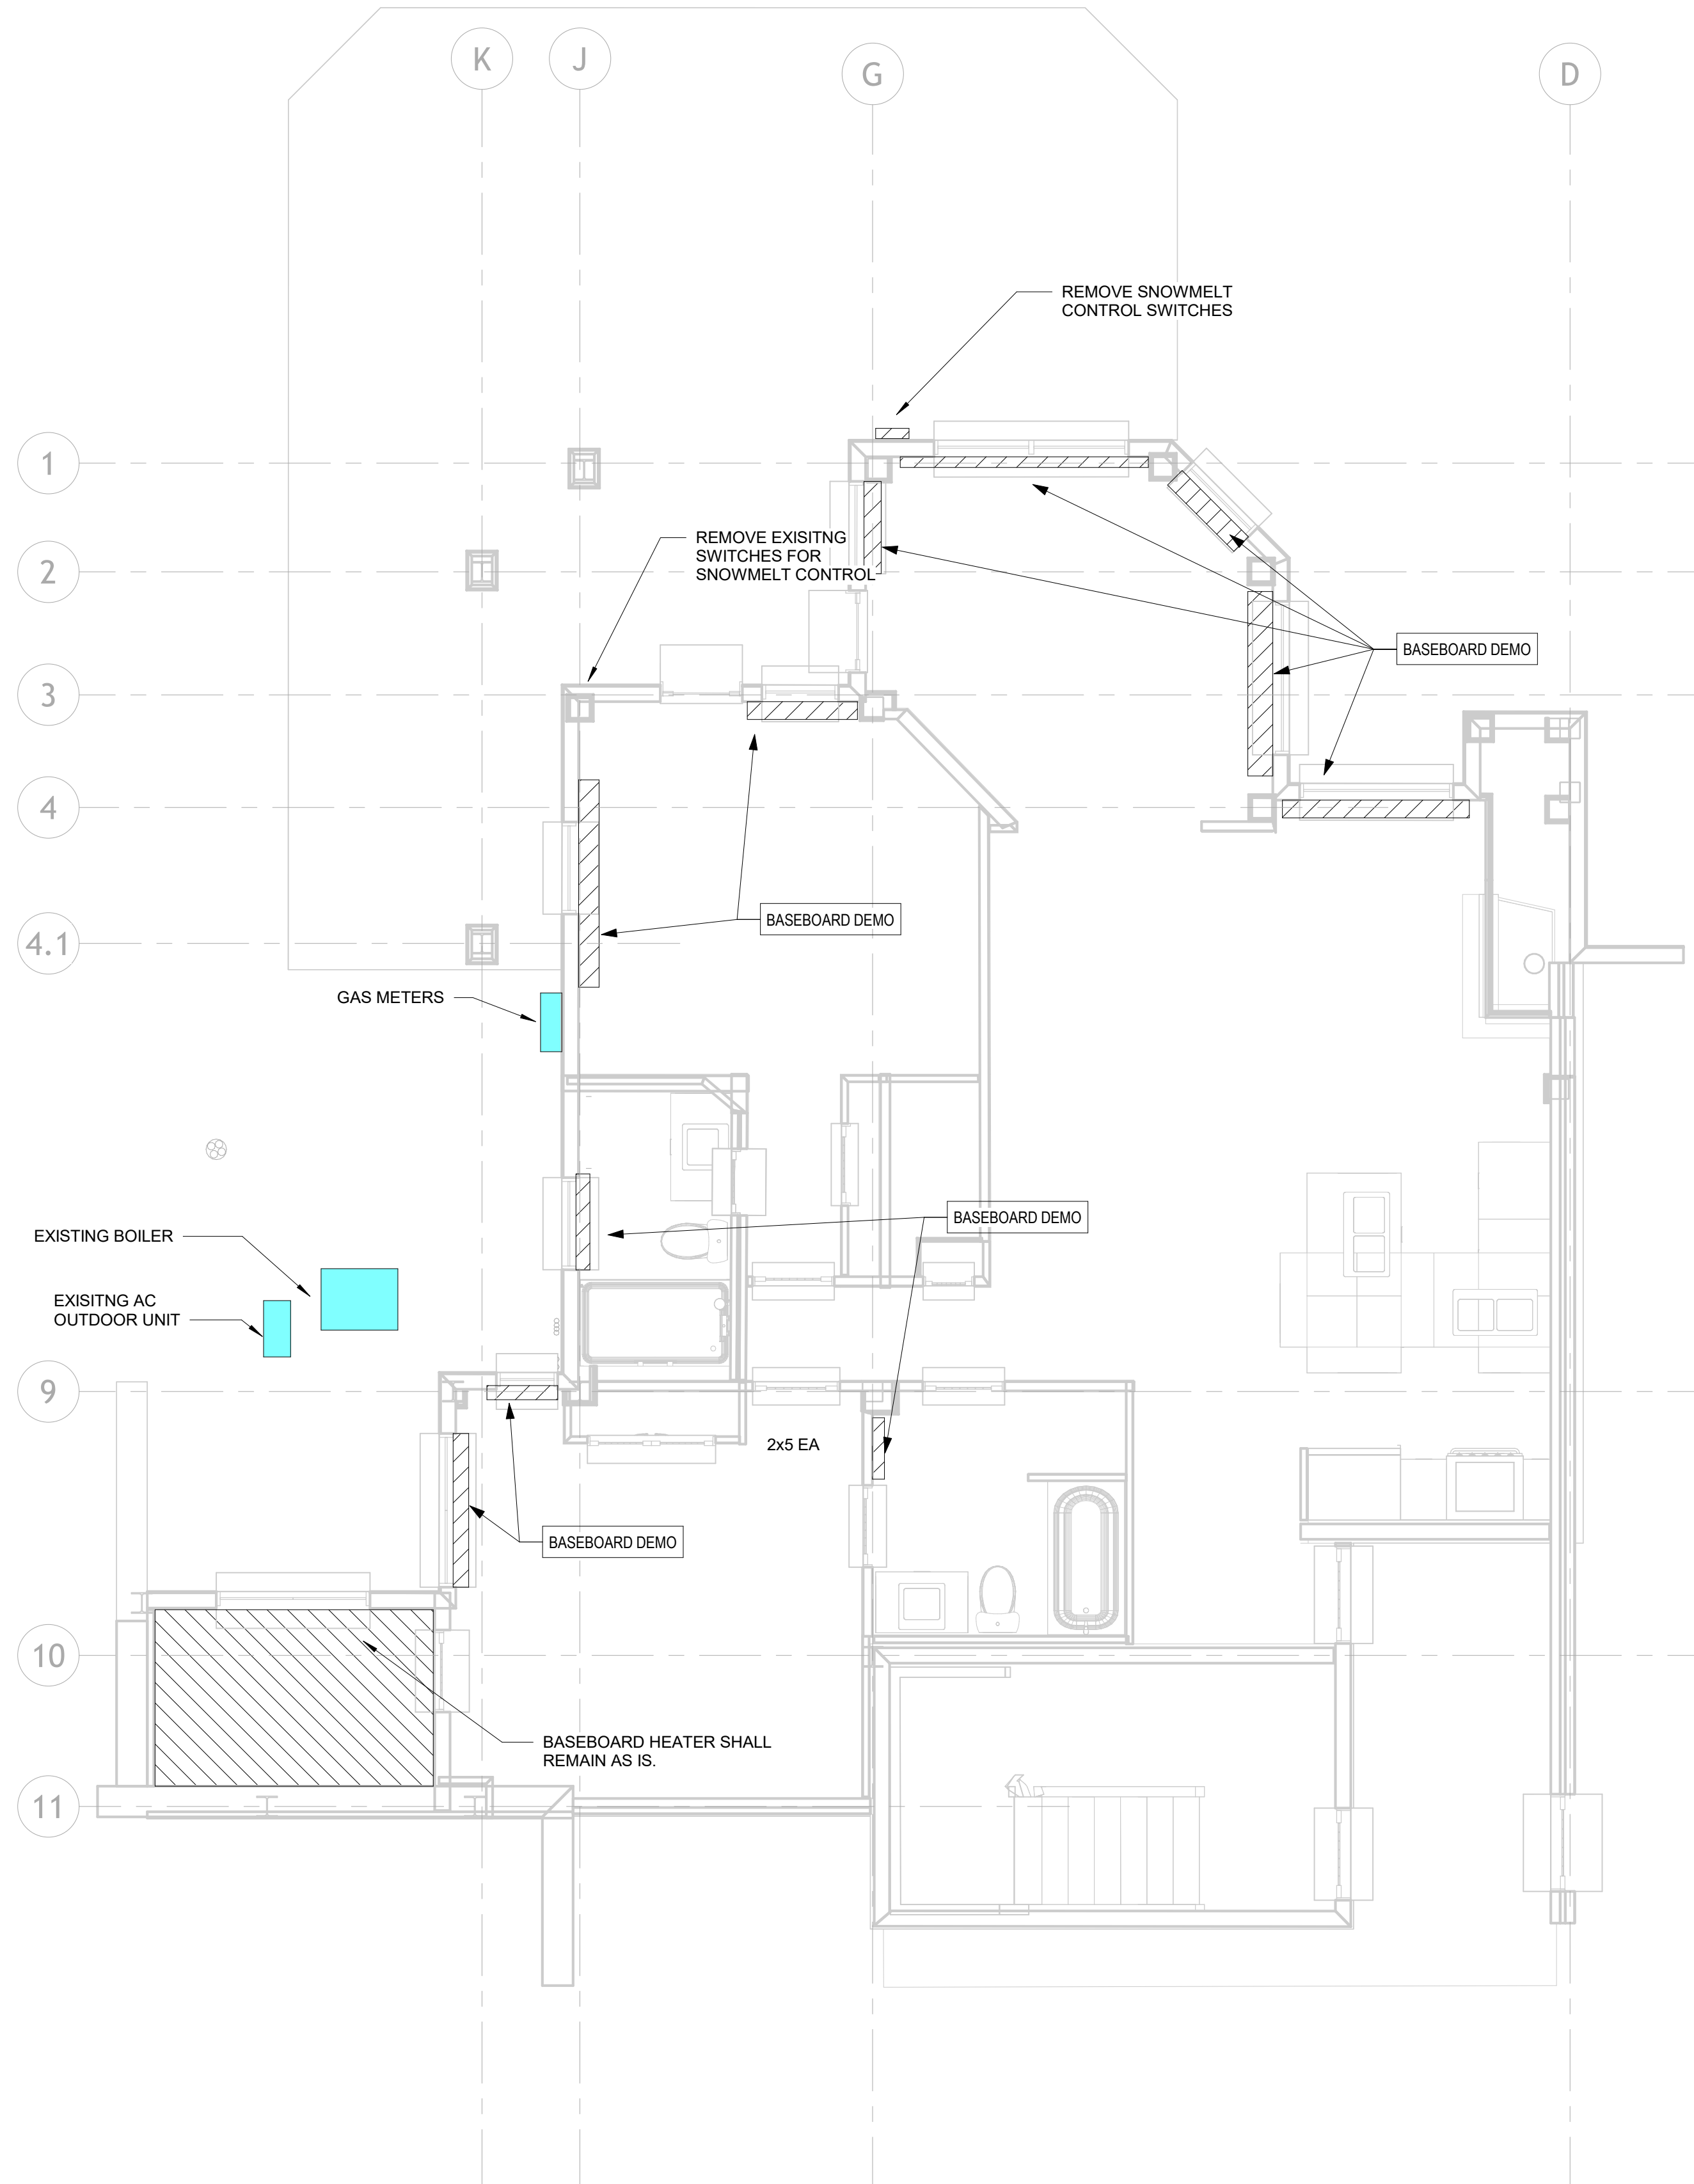 K
J
G
D
REMOVE SNOWMELT
CONTROL SWITCHES
1
REMOVE EXISITNG
SWITCHES FOR
SNOWMELT CONTROL
2
BASEBOARD DEMO
3
4
BASEBOARD DEMO
4.1
GAS METERS
BASEBOARD DEMO
EXISTING BOILER
EXISITNG AC
OUTDOOR UNIT
9
2x5 EA
BASEBOARD DEMO
10
BASEBOARD HEATER SHALL
REMAIN AS IS.
11